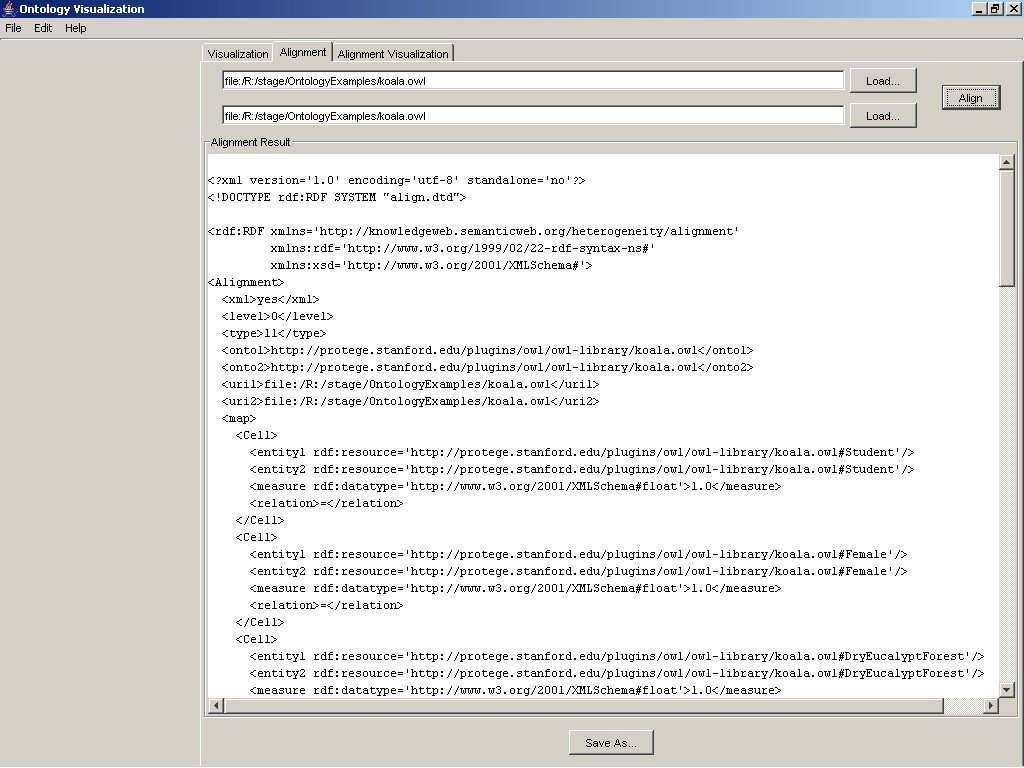 Ontology Visualization
File Edit Help
Visualization Alignment Alignment Visualization
file:/R:/stage/OntologyExamples/koala.owl Load...
Align
file:/R:/stage/OntologyExamples/koala.owl Load...
Alignment Result
<?xml version='1.0' encoding='utf-8' standalone='no'?>
<!DOCTYPE rdf:RDF SYSTEM "align.dtd">
<rdf:RDF xmlns='http://knowledgeweb.semanticweb.org/heterogeneity/alignment'
xmlns:rdf='http://www.w3.org/1999/02/22-rdf-syntax-ns#'
xmlns:xsd='http://www.w3.org/2001/XMLSchema#'>
<Alignment>
<xml>yes</xml>
<level>0</level>
<type>11</type>
<onto1>http://protege.stanford.edu/plugins/owl/owl-library/koala.owl</onto1>
<onto2>http://protege.stanford.edu/plugins/owl/owl-library/koala.owl</onto2>
<uri1>file:/R:/stage/OntologyExamples/koala.owl</uri1>
<uri2>file:/R:/stage/OntologyExamples/koala.owl</uri2>
<map>
<Cell>
<entity1 rdf:resource='http://protege.stanford.edu/plugins/owl/owl-library/koala.owl#Student'/>
<entity2 rdf:resource='http://protege.stanford.edu/plugins/owl/owl-library/koala.owl#Student'/>
<measure rdf:datatype='http://www.w3.org/2001/XMLSchema#float'>1.0</measure>
<relation>=</relation>
</Cell>
<Cell>
<entity1 rdf:resource='http://protege.stanford.edu/plugins/owl/owl-library/koala.owl#Female'/>
<entity2 rdf:resource='http://protege.stanford.edu/plugins/owl/owl-library/koala.owl#Female'/>
<measure rdf:datatype='http://www.w3.org/2001/XMLSchema#float'>1.0</measure>
<relation>=</relation>
</Cell>
<Cell>
<entity1 rdf:resource='http://protege.stanford.edu/plugins/owl/owl-library/koala.owl#DryEucalyptForest'/>
<entity2 rdf:resource='http://protege.stanford.edu/plugins/owl/owl-library/koala.owl#DryEucalyptForest'/>
<measure rdf:datatype='http://www.w3.org/2001/XMLSchema#float'>1.0</measure>
Save As...